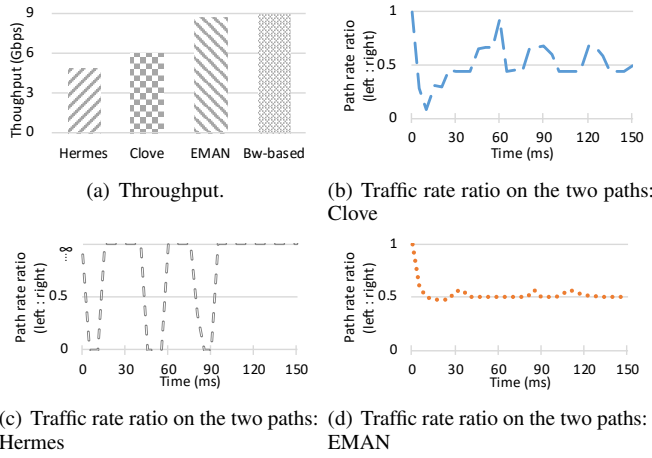 9
6
3
0
Thoughput (Gbps)
Hermes Clove EMAN Bw-based
(a) Throughput.
1
0.5
0
Path rate ratio
(left : right)
0 30 60 90 120 150
Time (ms)
(b) Traffic rate ratio on the two paths:
Clove
...∞
0.5
0
Path rate ratio
(left : right)
0 30 60 90 120 150
Time (ms)
(c) Traffic rate ratio on the two paths:
Hermes
1
0.5
0
Path rate ratio
(left : right)
0 30 60 90 120 150
Time (ms)
(d) Traffic rate ratio on the two paths:
EMAN